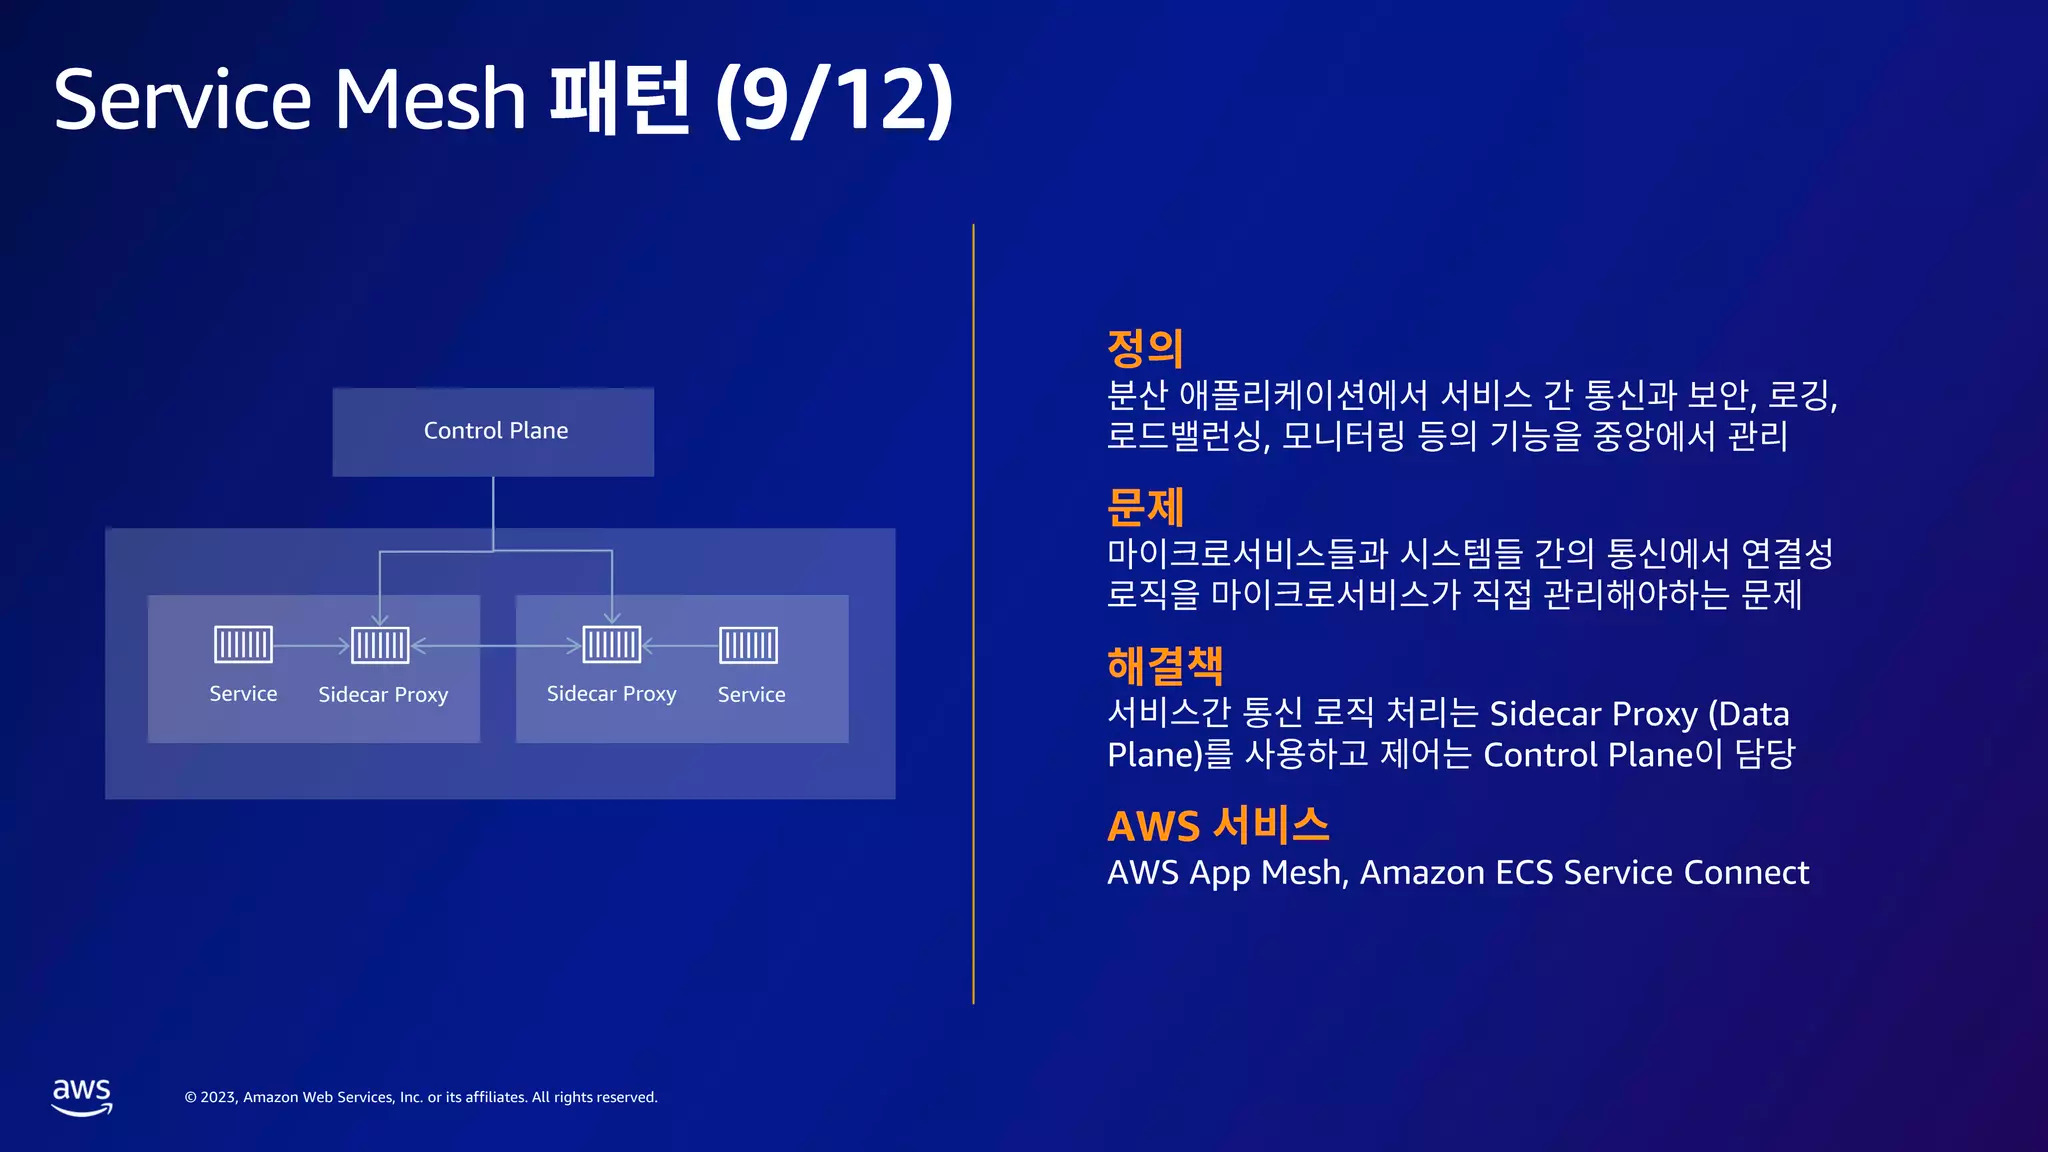 Service Mesh 패턴 (9/12)
Control Plane
Service
Sidecar Proxy
Sidecar Proxy
Service
정의
분산 애플리케이션에서 서비스 간 통신과 보안, 로깅,
로드밸런싱, 모니터링 등의 기능을 중앙에서 관리
문제
마이크로서비스들과 시스템들 간의 통신에서 연결성
로직을 마이크로서비스가 직접 관리해야하는 문제
해결책
서비스간 통신 로직 처리는 Sidecar Proxy (Data
Plane)를 사용하고 제어는 Control Plane이 담당
AWS 서비스
AWS App Mesh, Amazon ECS Service Connect
aws
© 2023, Amazon Web Services, Inc. or its affiliates. All rights reserved.